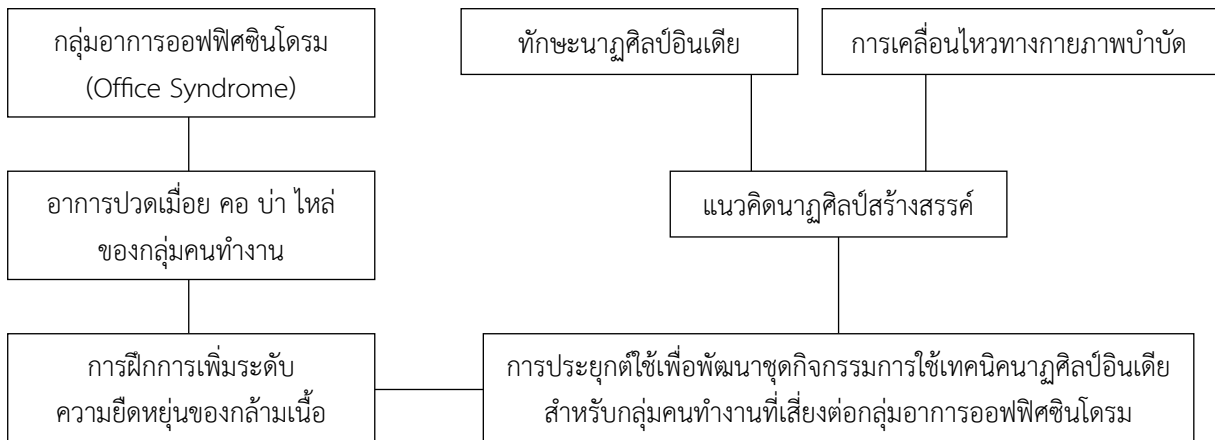 กลุ่มอาการออฟฟิศซินโดรม
(Office Syndrome)
ทักษะนาฏศิลป์อินเดีย
การเคลื่อนไหวทางกายภาพบำบัด
อาการปวดเมื่อย คอ บ่า ไหล่
ของกลุ่มคนทำงาน
แนวคิดนาฏศิลป์สร้างสรรค์
การฝึกการเพิ่มระดับ
ความยืดหยุ่นของกล้ามเนื้อ
การประยุกต์ใช้เพื่อพัฒนาชุดกิจกรรมการใช้เทคนิคนาฏศิลป์อินเดีย
สำหรับกลุ่มคนทำงานที่เสี่ยงต่อกลุ่มอาการออฟฟิศซินโดรม